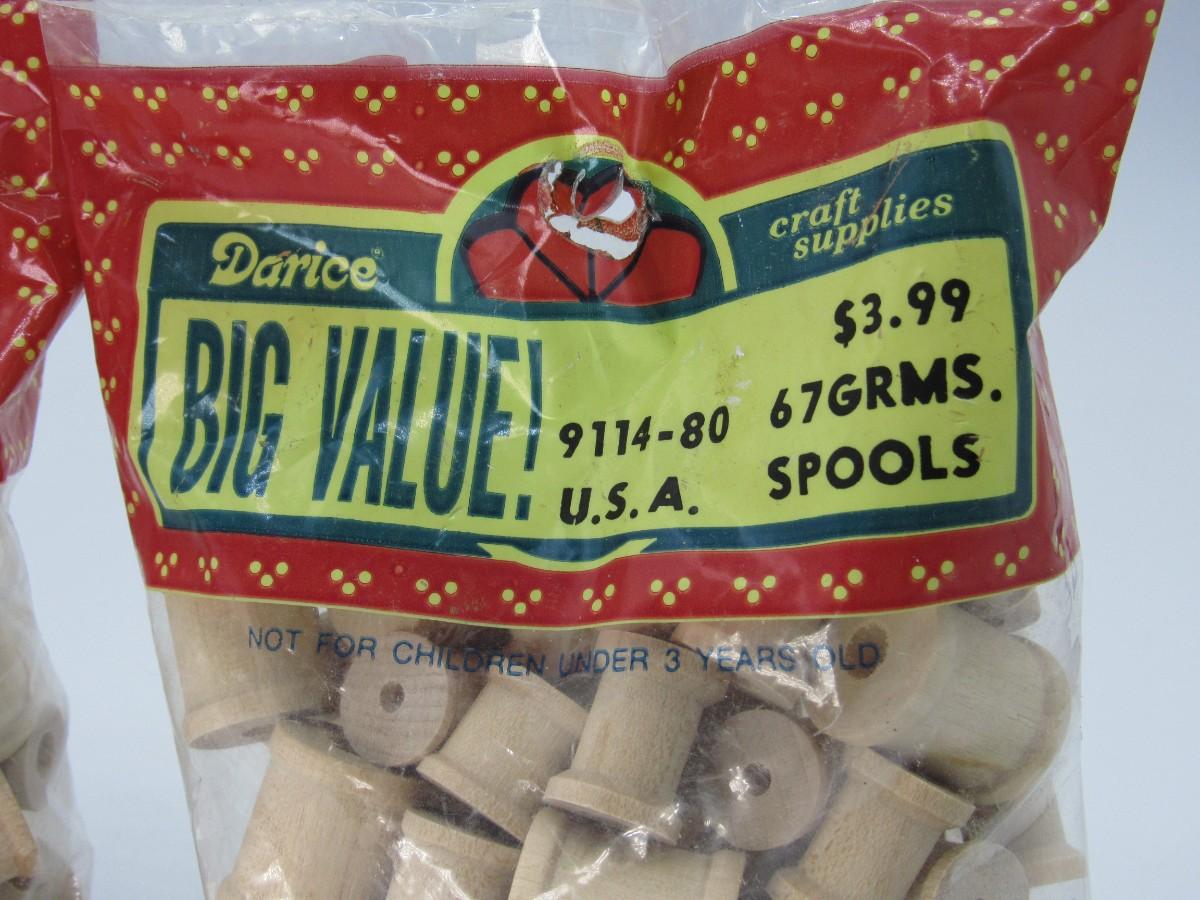 Darice®
craft
supplies
BIG VALUE!
9114-80
U.S.A.
$3.99
67GRMS.
SPOOLS
NOT FOR CHILDREN UNDER 3 YEARS OLD